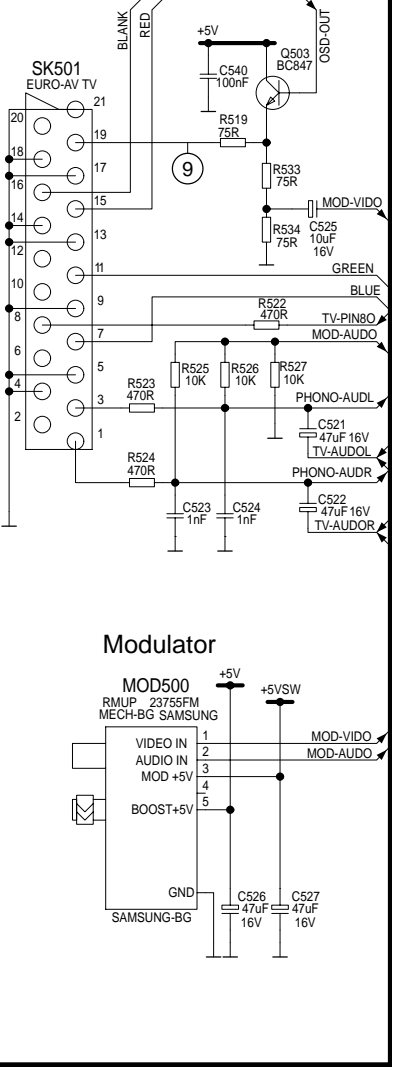 BLANK
RED
OSD-OUT
+5V
Q503
BC847
C540
100nF
SK501
EURO-AV TV
21
20
19
18
17
16
15
14
13
12
11
10
9
8
7
6
5
4
3
2
1
R519
75R
9
R533
75R
MOD-VIDO
R534
75R
C525
10uF
16V
GREEN
BLUE
R522
470R
TV-PIN8O
MOD-AUDO
R525
10K
R526
10K
R527
10K
R523
470R
PHONO-AUDL
C521
47uF 16V
TV-AUDOL
R524
470R
PHONO-AUDR
C523
1nF
C524
1nF
C522
47uF 16V
TV-AUDOR
Modulator
MOD500
RMUP 23755FM
MECH-BG SAMSUNG
+5V
+5VSW
VIDEO IN 1
AUDIO IN 2
MOD +5V 3
4
BOOST+5V 5
MOD-VIDO
MOD-AUDO
GND
SAMSUNG-BG
C526
47uF
16V
C527
47uF
16V